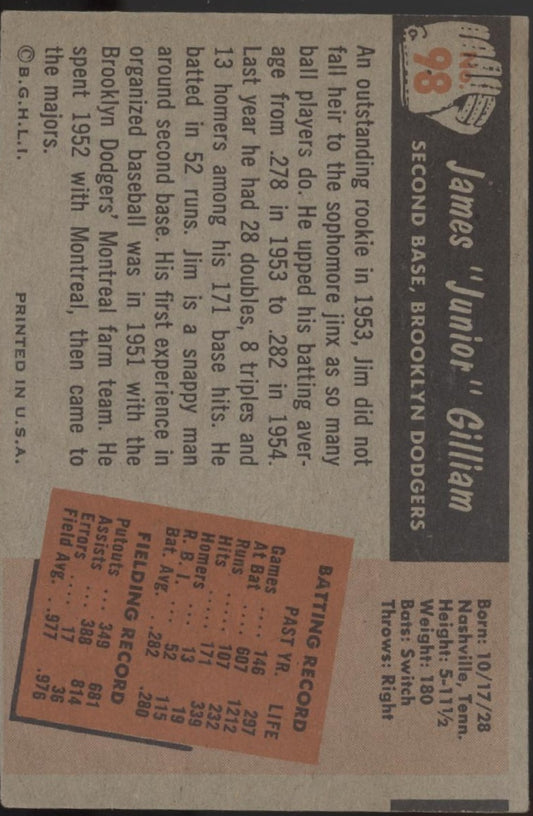 No.
98
James "Junior" Gilliam
SECOND BASE, BROOKLYN DODGERS
Born: 10/17/28
Nashville, Tenn.
Height: 5-11½
Weight: 180
Bats: Switch
Throws: Right
An outstanding rookie in 1953, Jim did not
fall heir to the sophomore jinx as so many
ball players do. He upped his batting aver-
age from .278 in 1953 to .282 in 1954.
Last year he had 28 doubles, 8 triples and
13 homers among his 171 base hits. He
batted in 52 runs. Jim is a snappy man
around second base. His first experience in
organized baseball was in 1951 with the
Brooklyn Dodgers' Montreal farm team. He
spent 1952 with Montreal, then came to
the majors.
©B.G.H.L.I. PRINTED IN U.S.A.
BATTING RECORD
PAST YR. LIFE
Games .... 146 297
At Bat .... 607 1212
Runs ..... 107 232
Hits ..... 171 339
Homers ... 13 19
R. B. I. ... 52 115
Bat. Avg. .. .282 .280
FIELDING RECORD
Putouts ... 349 681
Assists ... 388 814
Errors .... 17 36
Field Avg. .. .977 .976